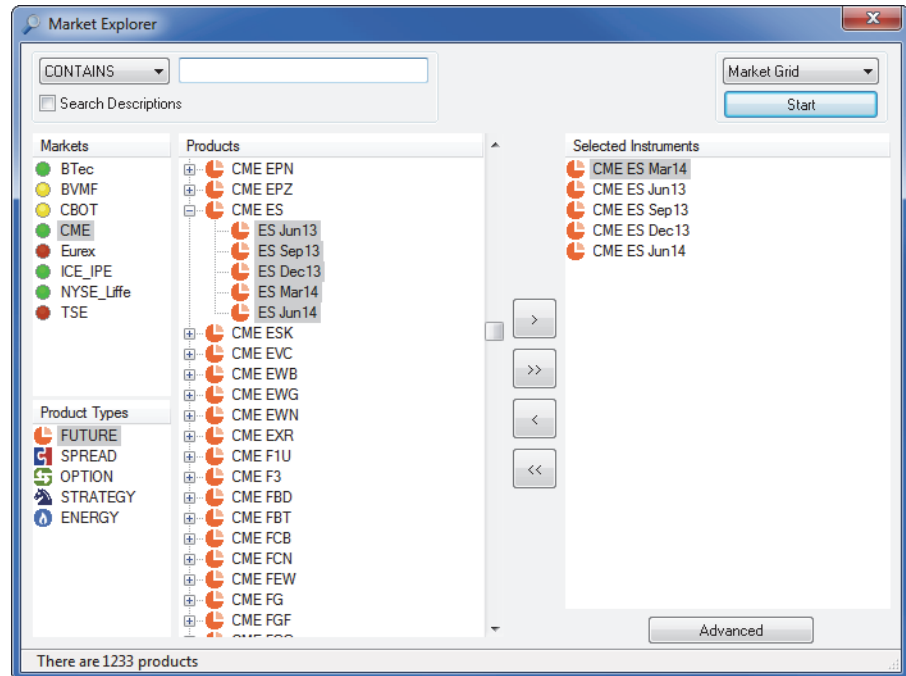 Market Explorer
CONTAINS
Search Descriptions
Market Grid
Start
Markets
BTec
BVMF
CBOT
CME
Eurex
ICE_IPE
NYSE_Liffe
TSE
Product Types
FUTURE
SPREAD
OPTION
STRATEGY
ENERGY
Products
CME EPN
CME EPZ
CME ES
ES Jun13
ES Sep13
ES Dec13
ES Mar14
ES Jun14
CME ESK
CME EVC
CME EWB
CME EWG
CME EWN
CME EXR
CME F1U
CME F3
CME FBD
CME FBT
CME FCB
CME FCN
CME FEW
CME FG
CME FGF
>
>>
<
<<
Selected Instruments
CME ES Mar14
CME ES Jun13
CME ES Sep13
CME ES Dec13
CME ES Jun14
Advanced
There are 1233 products